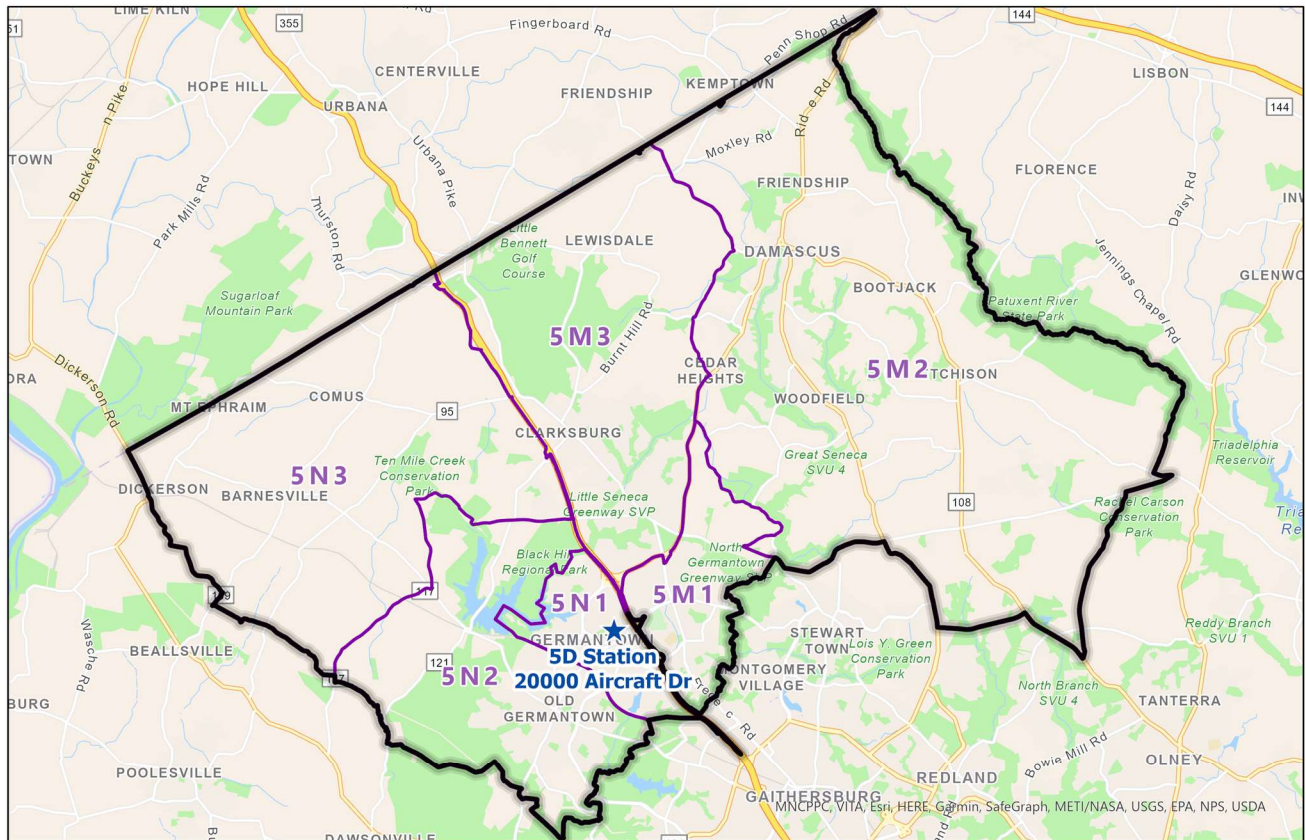 LIME KILN
Fingerboard Rd
Penn Shop Rd
144
355
51
LISBON
CENTERVILLE
KEMPTOWN
HOPE HILL
FRIENDSHIP
144
URBANA
Buckeys n Pike
Rid e Rd
Moxley Rd
TOWN
Urbana Pike
FLORENCE
FRIENDSHIP
Daisy Rd
Park Mills Rd
Thurston Rd
Little
Bennett
Golf
Course
LEWISDALE
DAMASCUS
Jennings Chapel Rd
GLENWO
BOOTJACK
Sugarloaf
Mountain Park
Patuxent River
State Park
5M3
Burnt Hill Rd
CEDAR
HEIGHTS
5M2
TCHISON
Dickerson Rd
ORA
MT EPHRAIM
COMUS
95
WOODFIELD
CLARKSBURG
Triadelphia
Reservoir
Ten Mile Creek
Conservation
Park
Great Seneca
SVU 4
5N3
DICKERSON
BARNESVILLE
Little Seneca
Greenway SVP
108
Rachel Carson
Conservation
Park
Black Hill
Regional Park
North
Germantown
Greenway
117
5N1
5M1
109
Wasche Rd
GERMANTOWN
STEWART
TOWN
Lois Y. Green
Conservation
Park
Reddy Branch
SVU 1
BEALLSVILLE
121
5D Station
20000 Aircraft Dr
5N2
107
ONTGOMERY
VILLAGE
North Branch
SVU 4
TANTERRA
BURG
OLD
GERMANTOWN
Bowie Mill Rd
OLNEY
POOLESVILLE
REDLAND
GAITHERSBURG
MNCPPC, VITA, Esri, HERE, Garmin, SafeGraph, METI/NASA, USGS, EPA, NPS, USDA
DAWSONVILLE